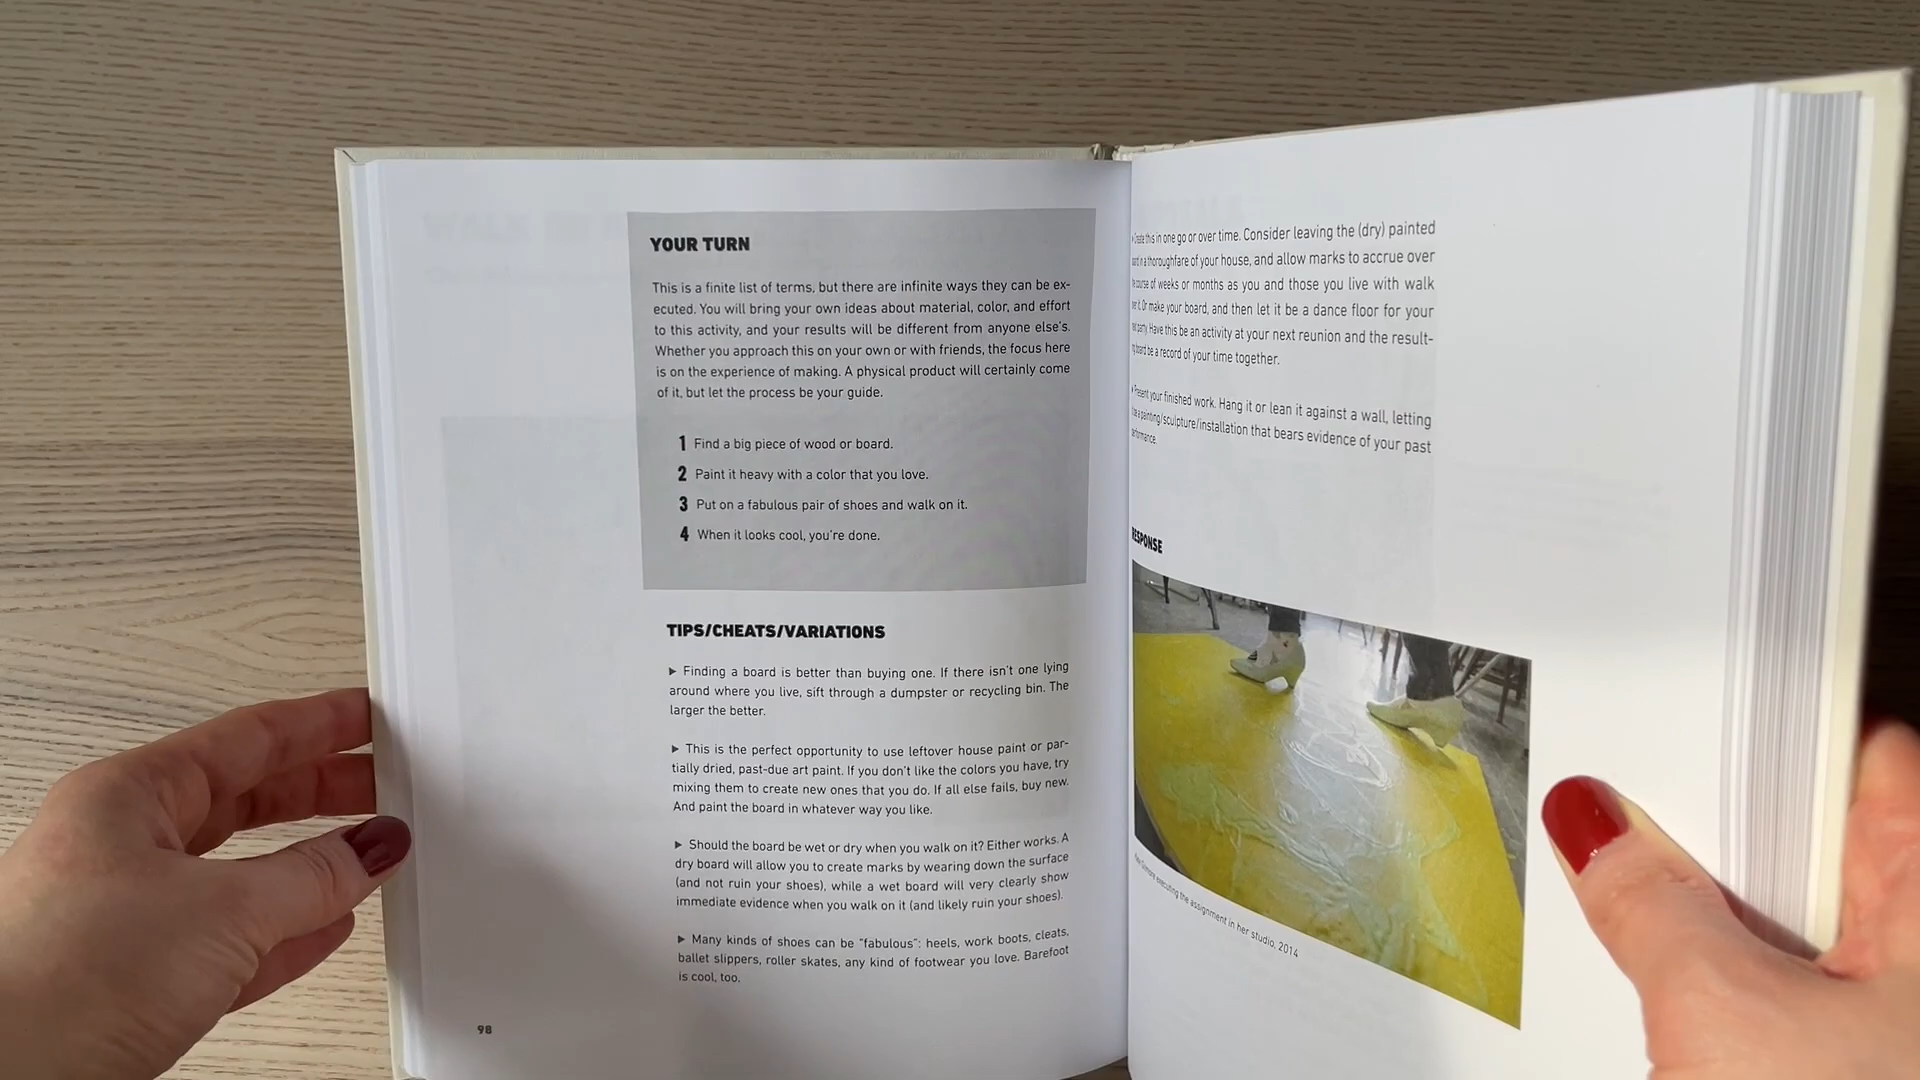 YOUR TURN
This is a finite list of terms, but there are infinite ways they can be ex-
ecuted. You will bring your own ideas about material, color, and effort
to this activity, and your results will be different from anyone else's.
Whether you approach this on your own or with friends, the focus here
is on the experience of making. A physical product will certainly come
of it, but let the process be your guide.
1 Find a big piece of wood or board.
2 Paint it heavy with a color that you love.
3 Put on a fabulous pair of shoes and walk on it.
4 When it looks cool, you're done.
TIPS/CHEATS/VARIATIONS
▶ Finding a board is better than buying one. If there isn't one lying
around where you live, sift through a dumpster or recycling bin. The
larger the better.
▶ This is the perfect opportunity to use leftover house paint or par-
tially dried, past-due art paint. If you don't like the colors you have, try
mixing them to create new ones that you do. If all else fails, buy new.
And paint the board in whatever way you like.
▶ Should the board be wet or dry when you walk on it? Either works. A
dry board will allow you to create marks by wearing down the surface
(and not ruin your shoes), while a wet board will very clearly show
immediate evidence when you walk on it (and likely ruin your shoes).
▶ Many kinds of shoes can be "fabulous": heels, work boots, cleats,
ballet slippers, roller skates, any kind of footwear you love. Barefoot
is cool, too.
98
Create this in one go or over time. Consider leaving the (dry) painted
in a thoroughfare of your house, and allow marks to accrue over
course of weeks or months as you and those you live with walk
it. Or make your board, and then let it be a dance floor for your
party. Have this be an activity at your next reunion and the result-
board be a record of your time together.
Present your finished work. Hang it or lean it against a wall, letting
be a painting/sculpture/installation that bears evidence of your past
RESPONSE
Gilmore executing the assignment in her studio, 2014